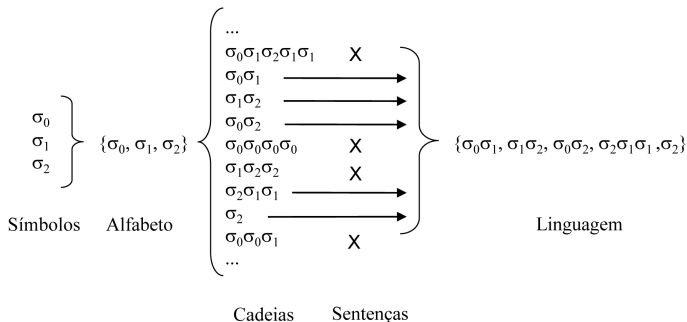 ...
σ₀σ₁σ₂σ₁σ₁ X
σ₀σ₁
σ₁σ₂
σ₀σ₂
σ₀σ₀σ₀σ₀ X
σ₁σ₂σ₂ X
σ₂σ₁σ₁
σ₂
σ₀σ₀σ₁ X
...
σ₀
σ₁
σ₂
{σ₀, σ₁, σ₂}
{σ₀σ₁, σ₁σ₂, σ₀σ₂, σ₂σ₁σ₁ ,σ₂}
Símbolos Alfabeto Linguagem
Cadeias Sentenças